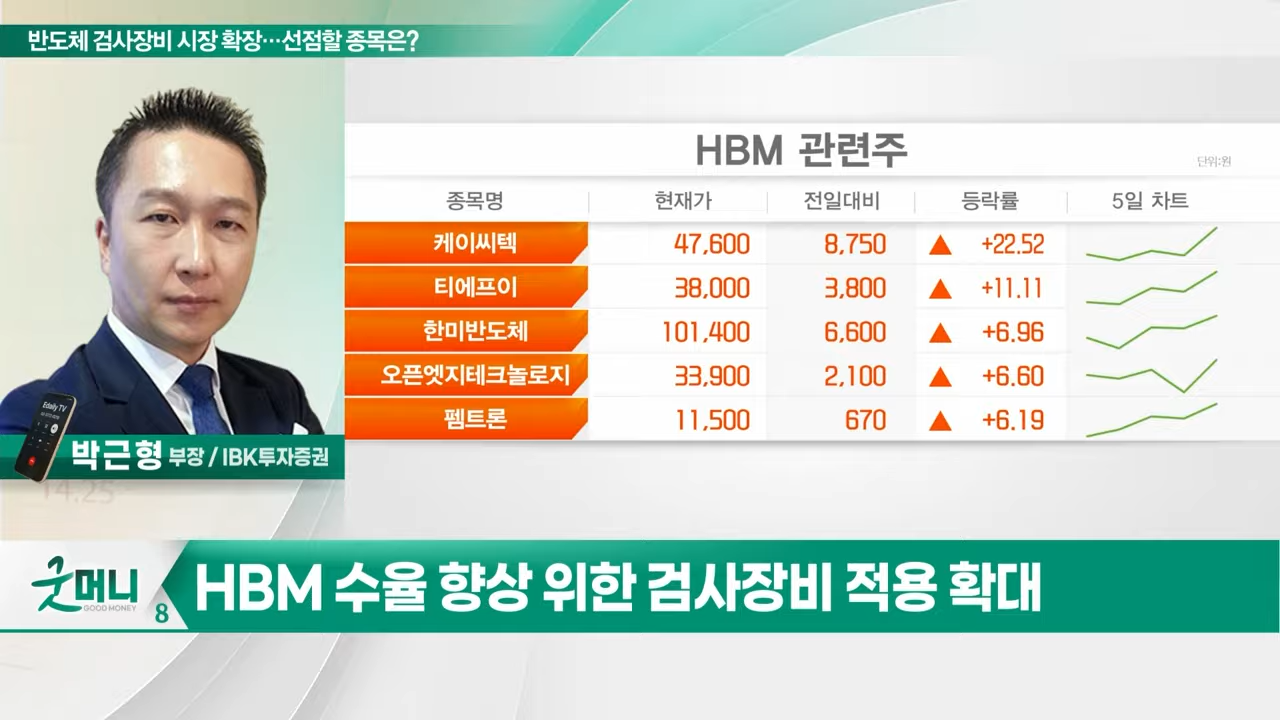 반도체 검사장비 시장 확장…선점할 종목은?
HBM 관련주
단위:원
종목명 현재가 전일대비 등락률 5일 차트
케이씨텍 47,600 8,750 ▲ +22.52
티에프이 38,000 3,800 ▲ +11.11
한미반도체 101,400 6,600 ▲ +6.96
오픈엣지테크놀로지 33,900 2,100 ▲ +6.60
펨트론 11,500 670 ▲ +6.19
Edaily TV
박근형 부장 / IBK투자증권
14.25
굿머니
GOOD MONEY
8
HBM 수율 향상 위한 검사장비 적용 확대